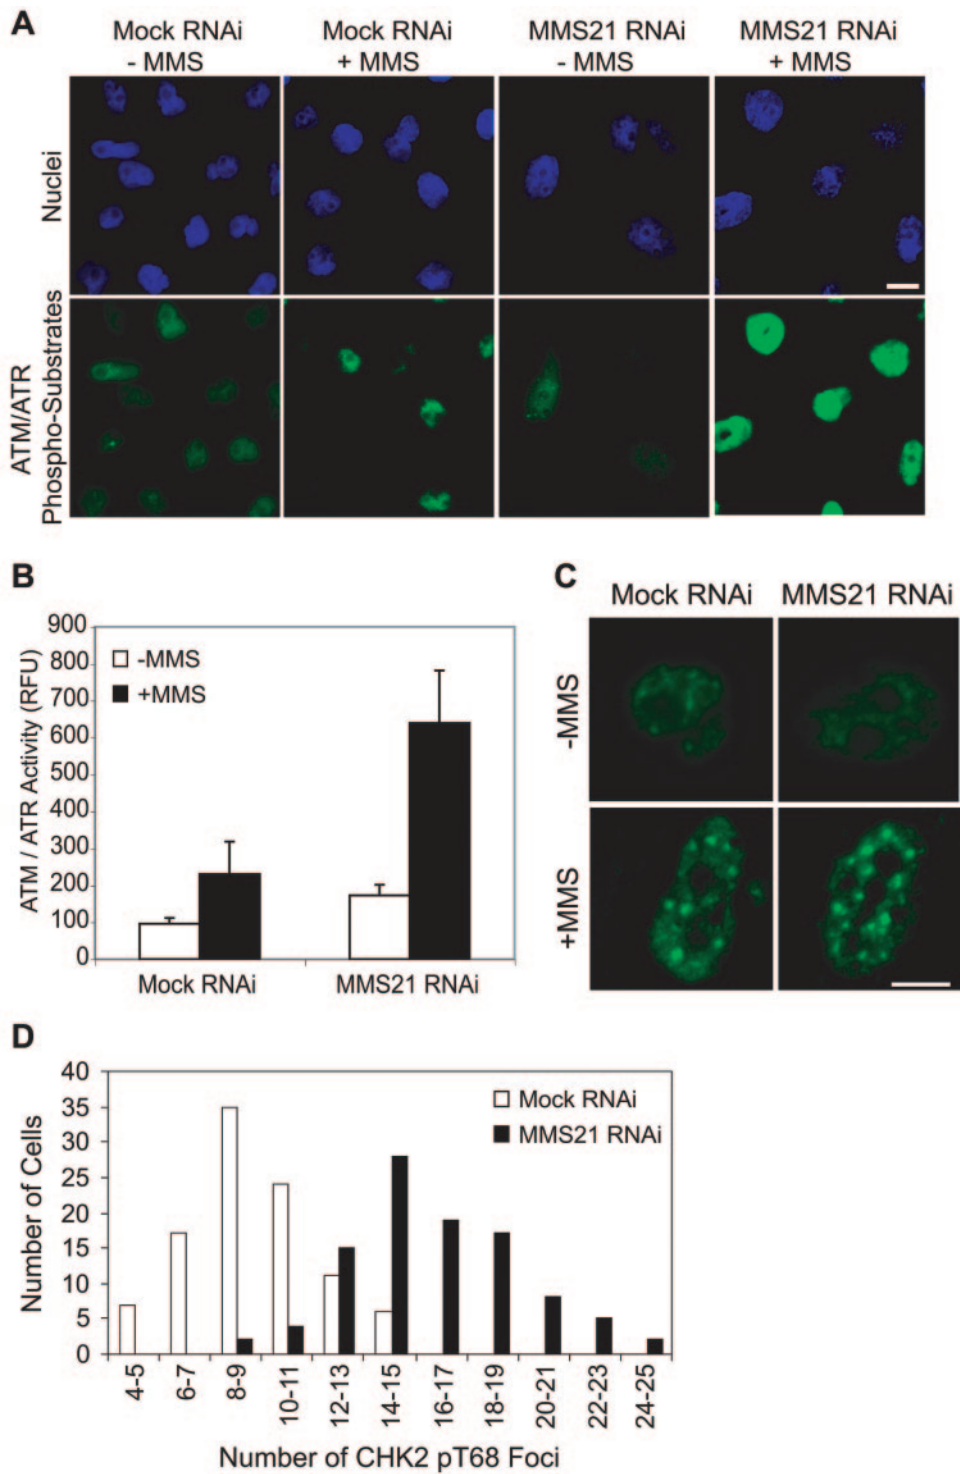 A
Mock RNAi
- MMS
Mock RNAi
+ MMS
MMS21 RNAi
- MMS
MMS21 RNAi
+ MMS
Nuclei
ATM/ATR
Phospho-Substrates
B
ATM / ATR Activity (RFU)
900
800
700
600
500
400
300
200
100
0
-MMS
+MMS
Mock RNAi
MMS21 RNAi
C
Mock RNAi
MMS21 RNAi
-MMS
+MMS
D
Number of Cells
40
35
30
25
20
15
10
5
0
Mock RNAi
MMS21 RNAi
4-5
6-7
8-9
10-11
12-13
14-15
16-17
18-19
20-21
22-23
24-25
Number of CHK2 pT68 Foci